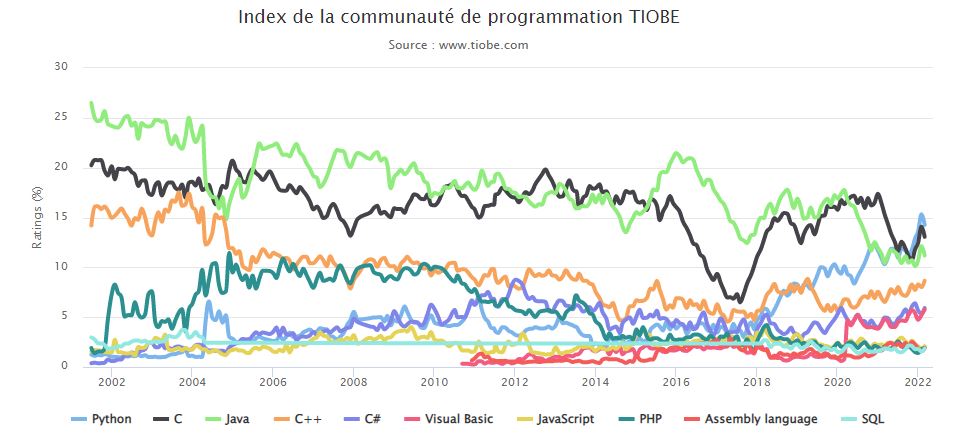 Index de la communauté de programmation TIOBE
Source : www.tiobe.com
Ratings (%)
30
25
20
15
10
5
0
2002 2004 2006 2008 2010 2012 2014 2016 2018 2020 2022
Python C Java C++ C# Visual Basic JavaScript PHP Assembly language SQL